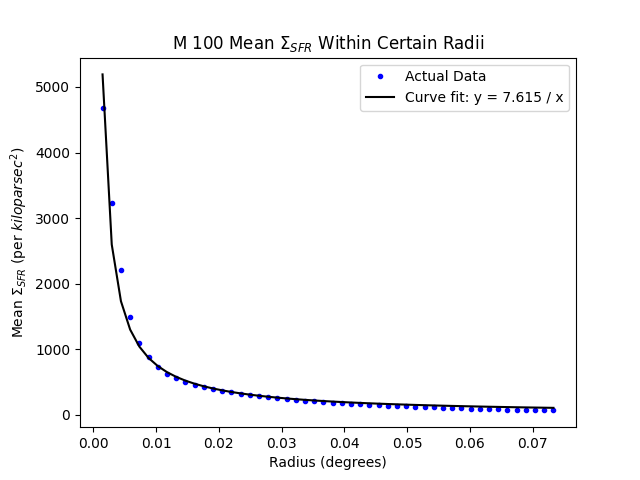 M 100 Mean Σ_SFR Within Certain Radii
Actual Data
Curve fit: y = 7.615 / x
Mean Σ_SFR (per kiloparsec²)
5000
4000
3000
2000
1000
0
0.00 0.01 0.02 0.03 0.04 0.05 0.06 0.07
Radius (degrees)